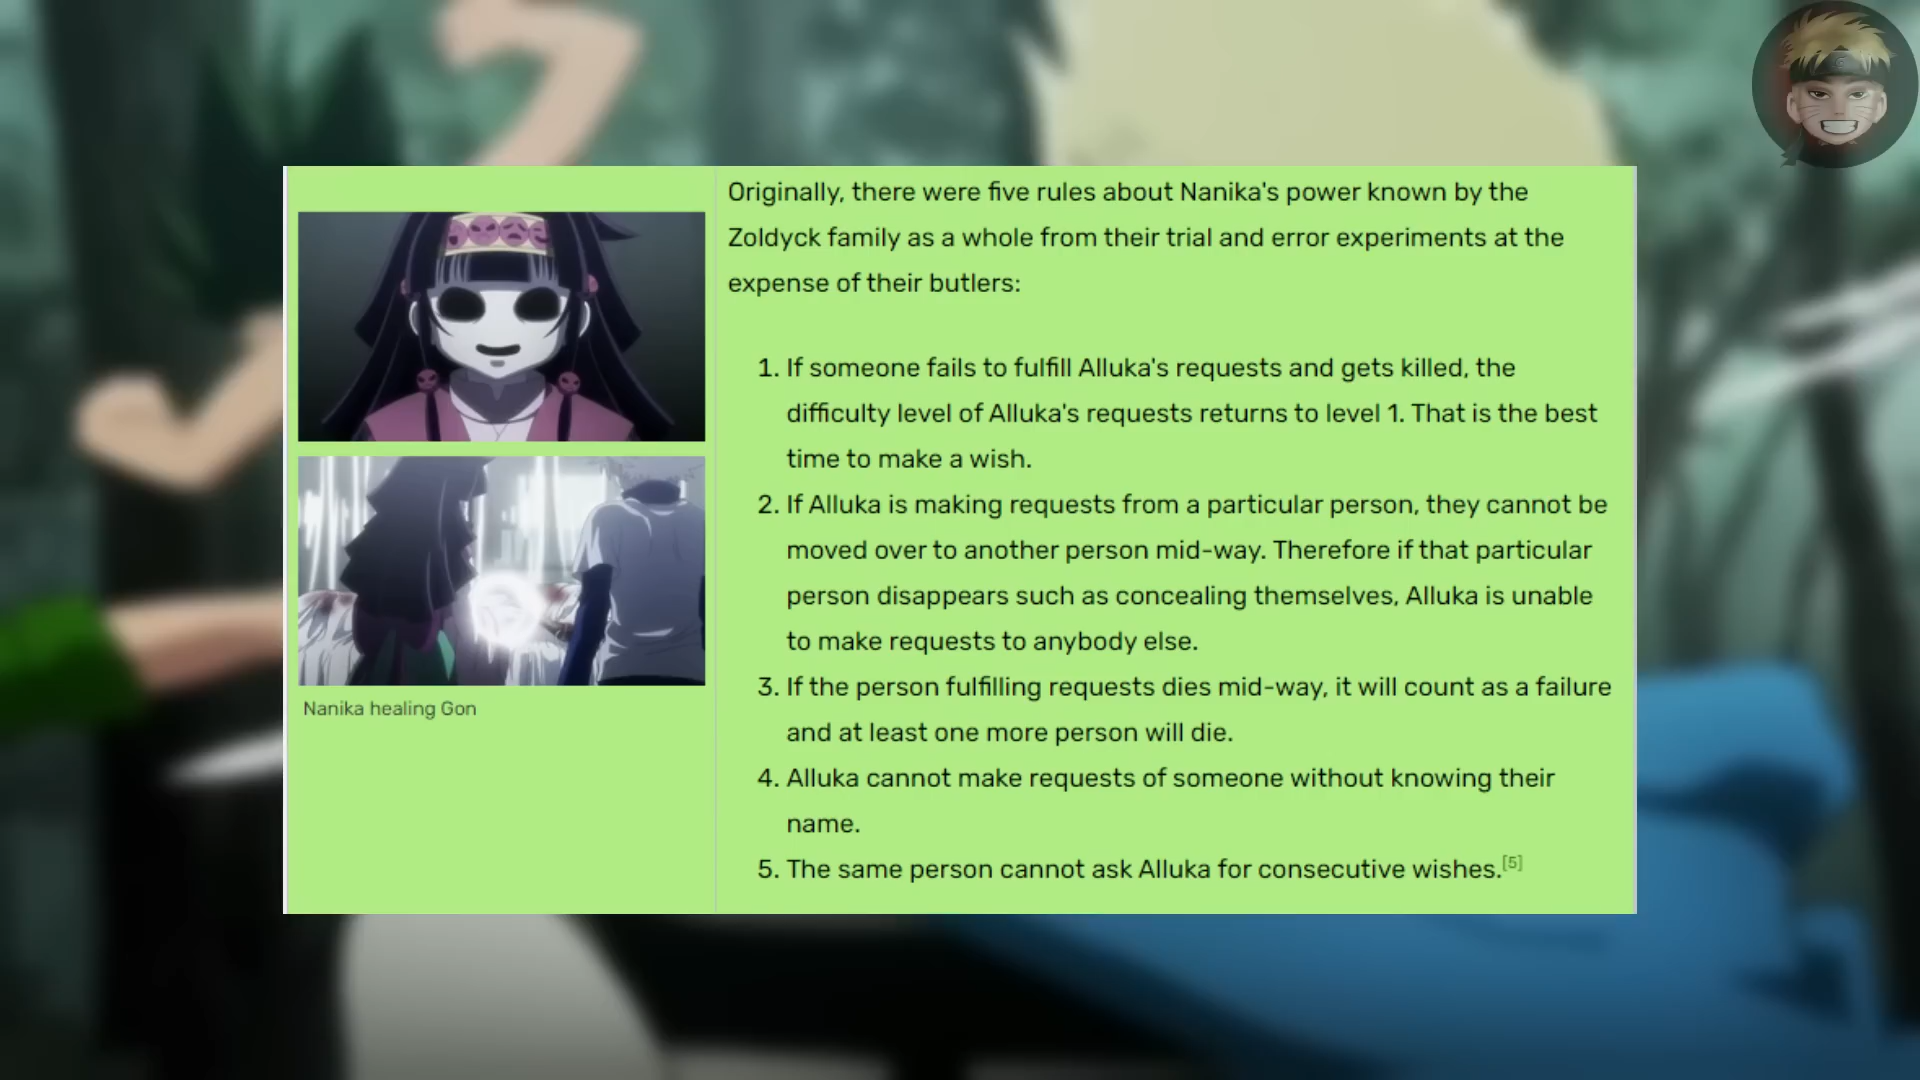 Originally, there were five rules about Nanika's power known by the
Zoldyck family as a whole from their trial and error experiments at the
expense of their butlers:
1. If someone fails to fulfill Alluka's requests and gets killed, the
difficulty level of Alluka's requests returns to level 1. That is the best
time to make a wish.
2. If Alluka is making requests from a particular person, they cannot be
moved over to another person mid-way. Therefore if that particular
person disappears such as concealing themselves, Alluka is unable
to make requests to anybody else.
3. If the person fulfilling requests dies mid-way, it will count as a failure
and at least one more person will die.
4. Alluka cannot make requests of someone without knowing their
name.
5. The same person cannot ask Alluka for consecutive wishes.[5]
Nanika healing Gon